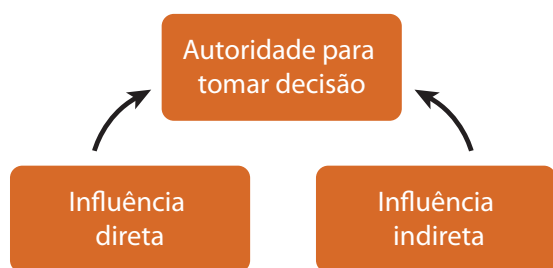 Autoridade para
tomar decisão
Influência
direta
Influência
indireta